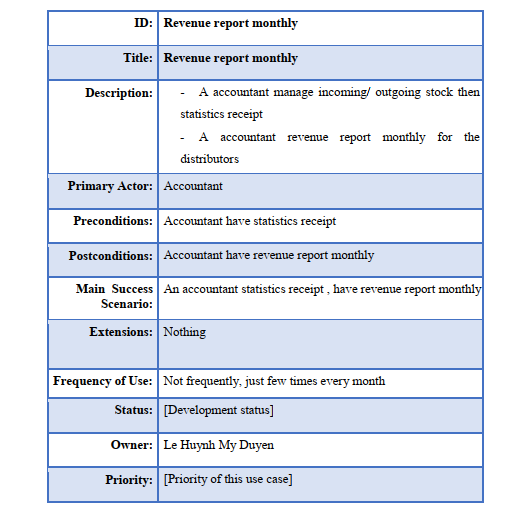 ID: Revenue report monthly
Title: Revenue report monthly
Description: - A accountant manage incoming/ outgoing stock then
statistics receipt
- A accountant revenue report monthly for the
distributors
Primary Actor: Accountant
Preconditions: Accountant have statistics receipt
Postconditions: Accountant have revenue report monthly
Main Success An accountant statistics receipt , have revenue report monthly
Scenario:
Extensions: Nothing
Frequency of Use: Not frequently, just few times every month
Status: [Development status]
Owner: Le Huynh My Duyen
Priority: [Priority of this use case]